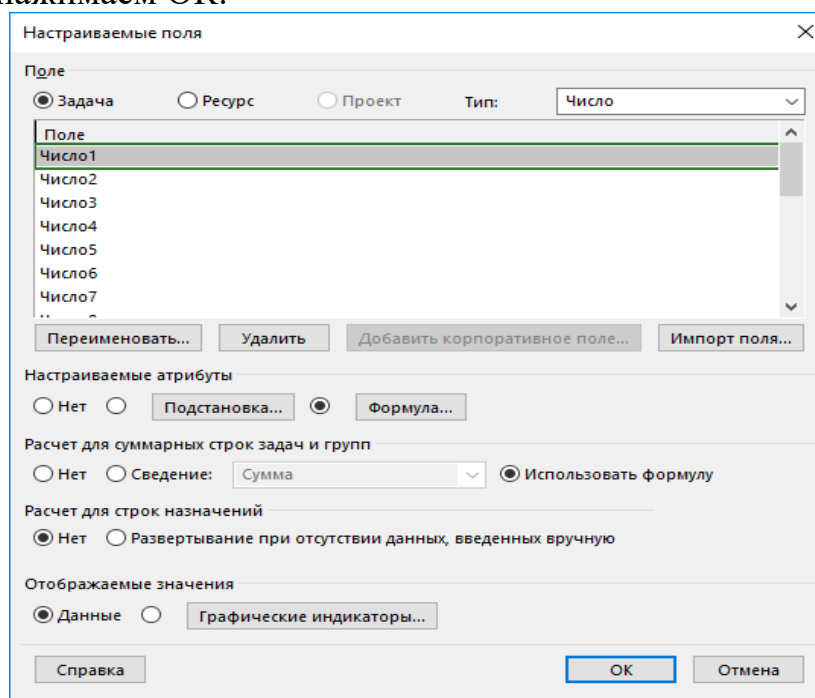 нажимаем ОК.
Настраиваемые поля
Поле
Задача Ресурс Проект Тип: Число
Поле
Число1
Число2
Число3
Число4
Число5
Число6
Число7
Переименовать... Удалить Добавить корпоративное поле... Импорт поля...
Настраиваемые атрибуты
Нет Подстановка... Формула...
Расчет для суммарных строк задач и групп
Нет Сведение: Сумма Использовать формулу
Расчет для строк назначений
Нет Развертывание при отсутствии данных, введенных вручную
Отображаемые значения
Данные Графические индикаторы...
Справка ОК Отмена